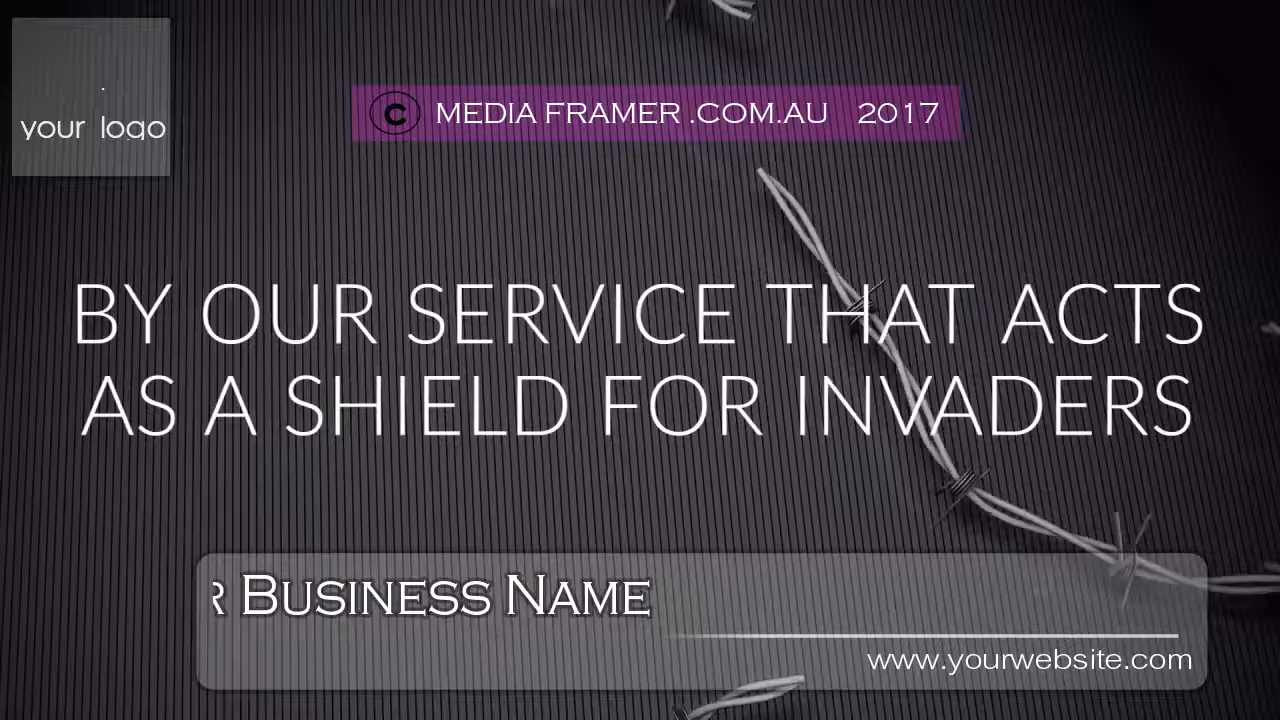 your logo
© MEDIA FRAMER .COM.AU 2017
BY OUR SERVICE THAT ACTS
AS A SHIELD FOR INVADERS
R BUSINESS NAME
www.yourwebsite.com